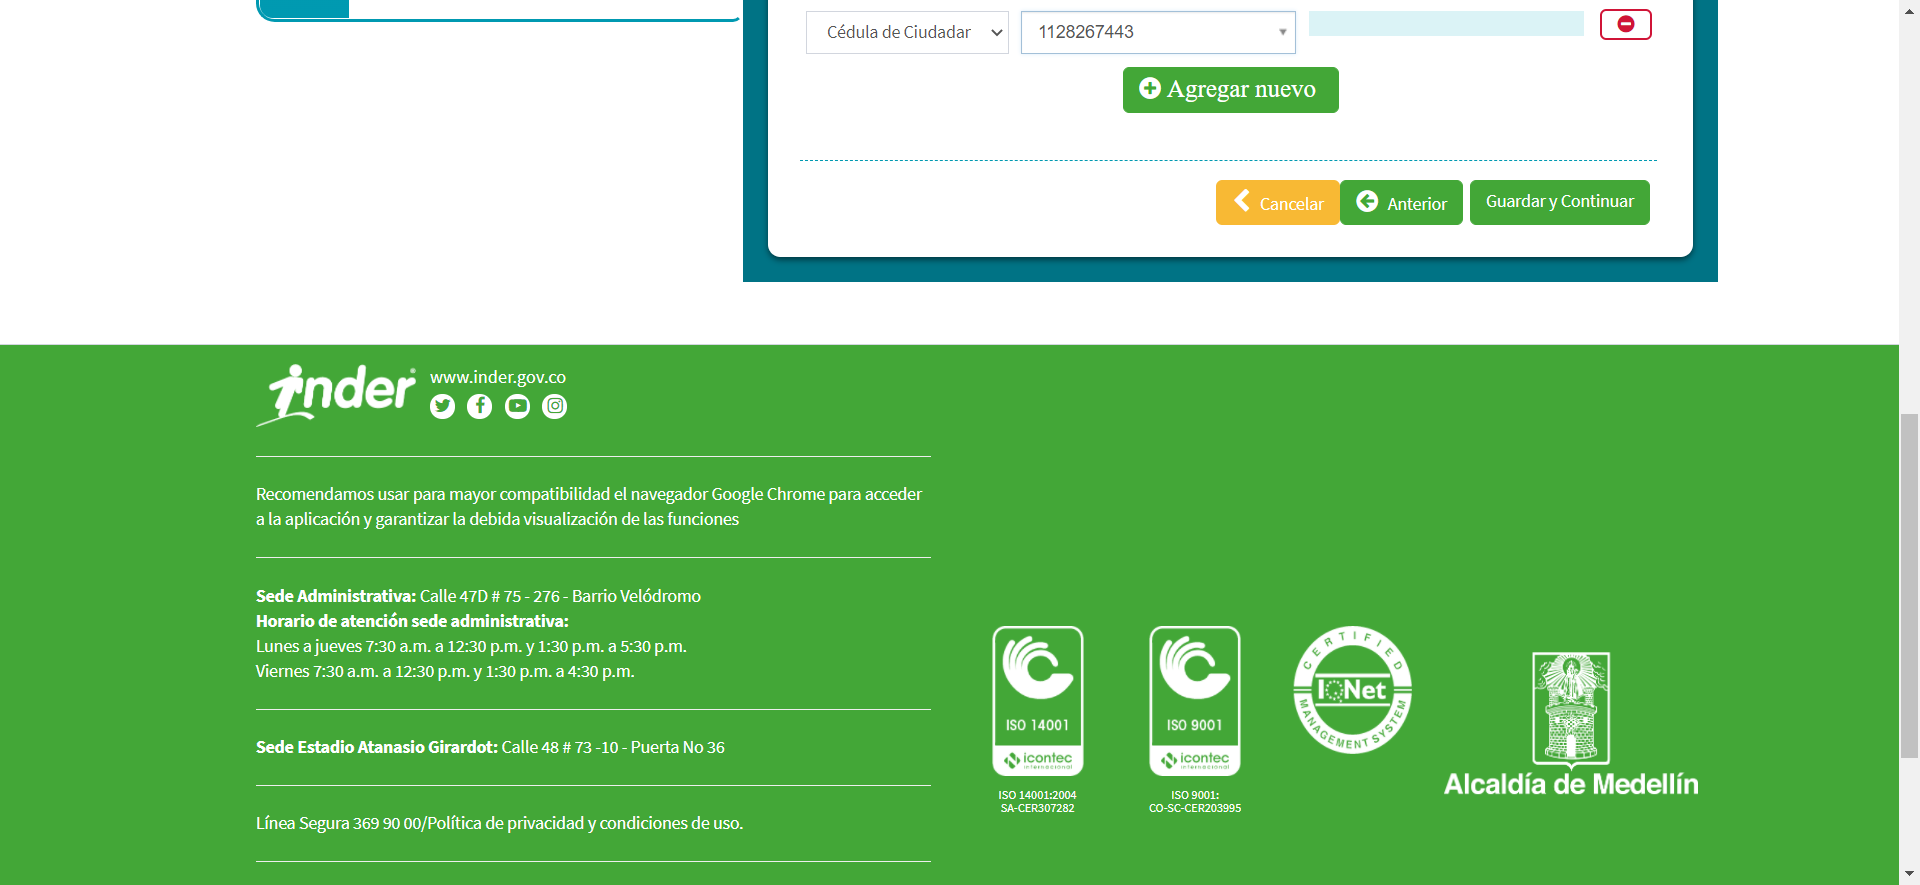 Cédula de Ciudadar
1128267443
Agregar nuevo
Cancelar
Anterior
Guardar y Continuar
inder
www.inder.gov.co
Recomendamos usar para mayor compatibilidad el navegador Google Chrome para acceder
a la aplicación y garantizar la debida visualización de las funciones
Sede Administrativa: Calle 47D # 75 - 276 - Barrio Velódromo
Horario de atención sede administrativa:
Lunes a jueves 7:30 a.m. a 12:30 p.m. y 1:30 p.m. a 5:30 p.m.
Viernes 7:30 a.m. a 12:30 p.m. y 1:30 p.m. a 4:30 p.m.
Sede Estadio Atanasio Girardot: Calle 48 # 73 -10 - Puerta No 36
Línea Segura 369 90 00/Política de privacidad y condiciones de uso.
ISO 14001
icontec
internacional
ISO 14001:2004
SA-CER307282
ISO 9001
icontec
internacional
ISO 9001:
CO-SC-CER203995
CERTIFIED
IQNet
MANAGEMENT SYSTEM
Alcaldía de Medellín